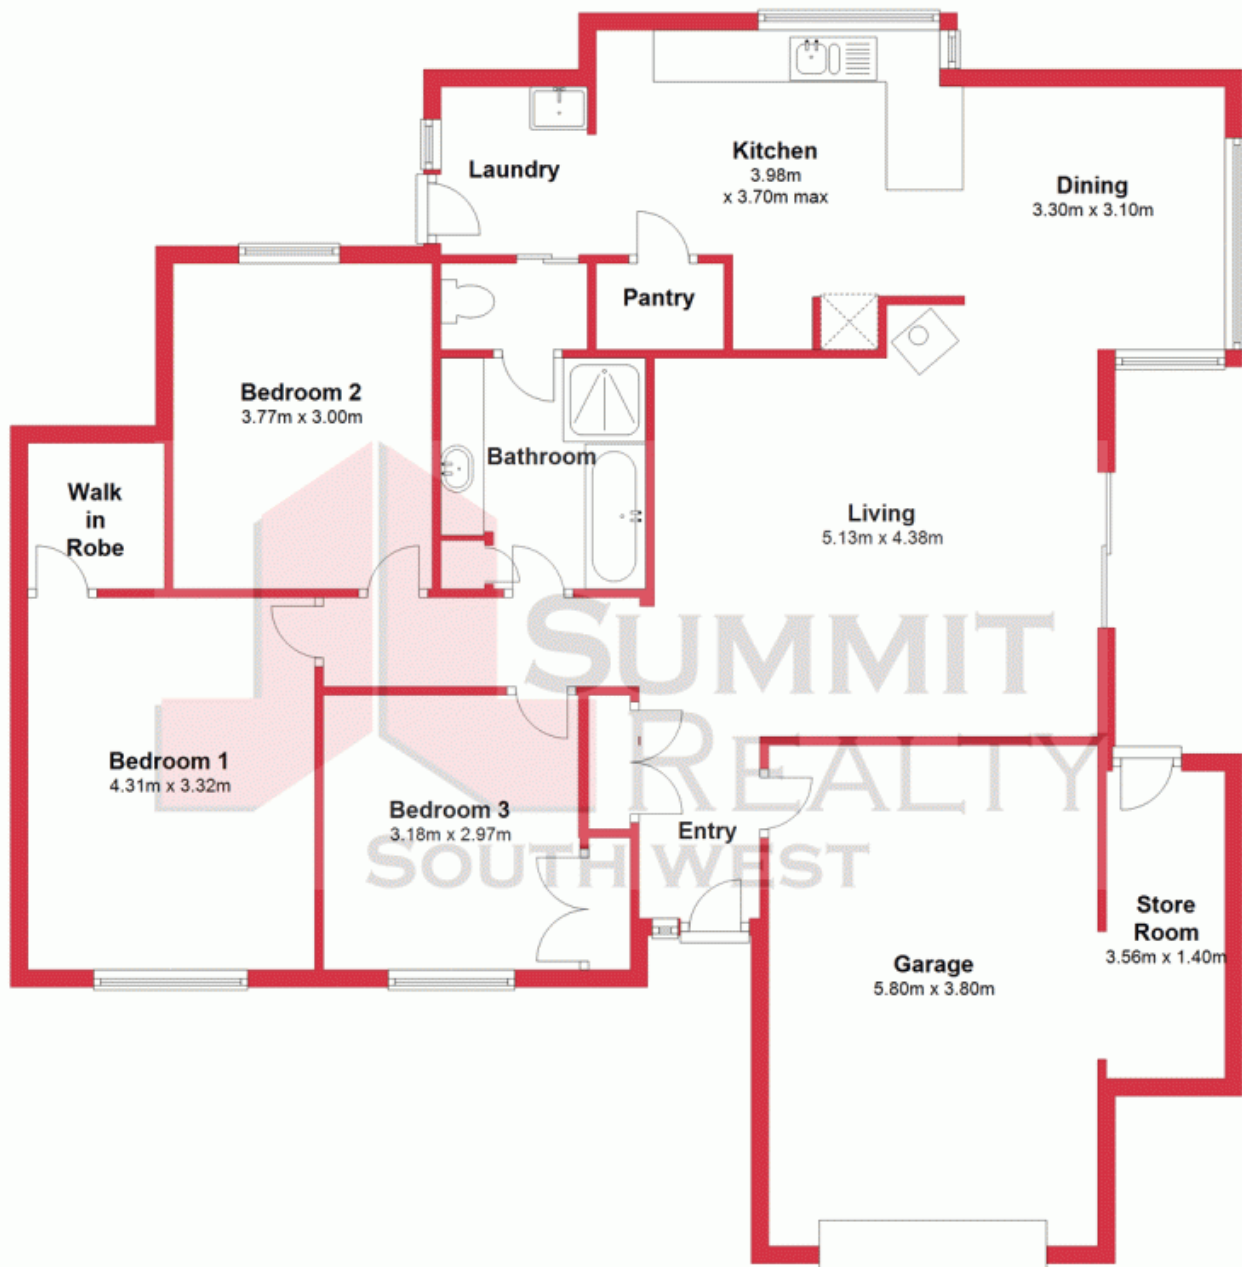 Kitchen
3.98m
x 3.70m max
Laundry
Dining
3.30m x 3.10m
Pantry
Bedroom 2
3.77m x 3.00m
Bathroom
Walk
in
Robe
Living
5.13m x 4.38m
SUMMIT
REALTY
SOUTH WEST
Bedroom 1
4.31m x 3.32m
Bedroom 3
3.18m x 2.97m
Entry
Store
Room
3.56m x 1.40m
Garage
5.80m x 3.80m